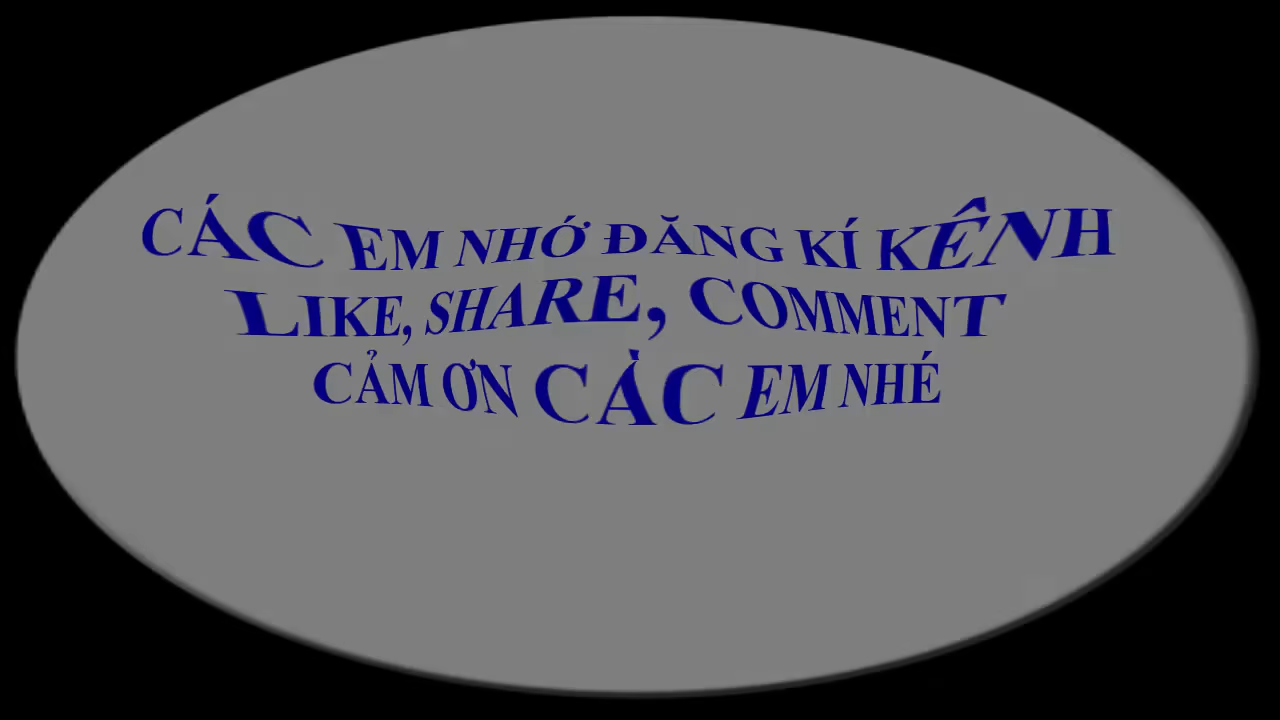 CÁC EM NHỚ ĐĂNG KÍ KÊNH
LIKE, SHARE, COMMENT
CẢM ƠN CÁC EM NHÉ